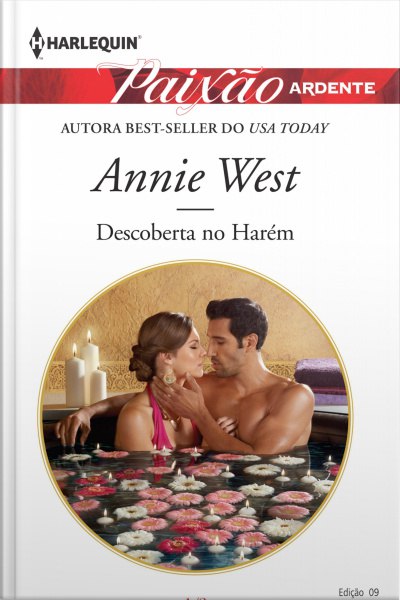 HARLEQUIN®
Paixão ARDENTE
AUTORA BEST-SELLER DO USA TODAY
Annie West
Descoberta no Harém
Edição 09